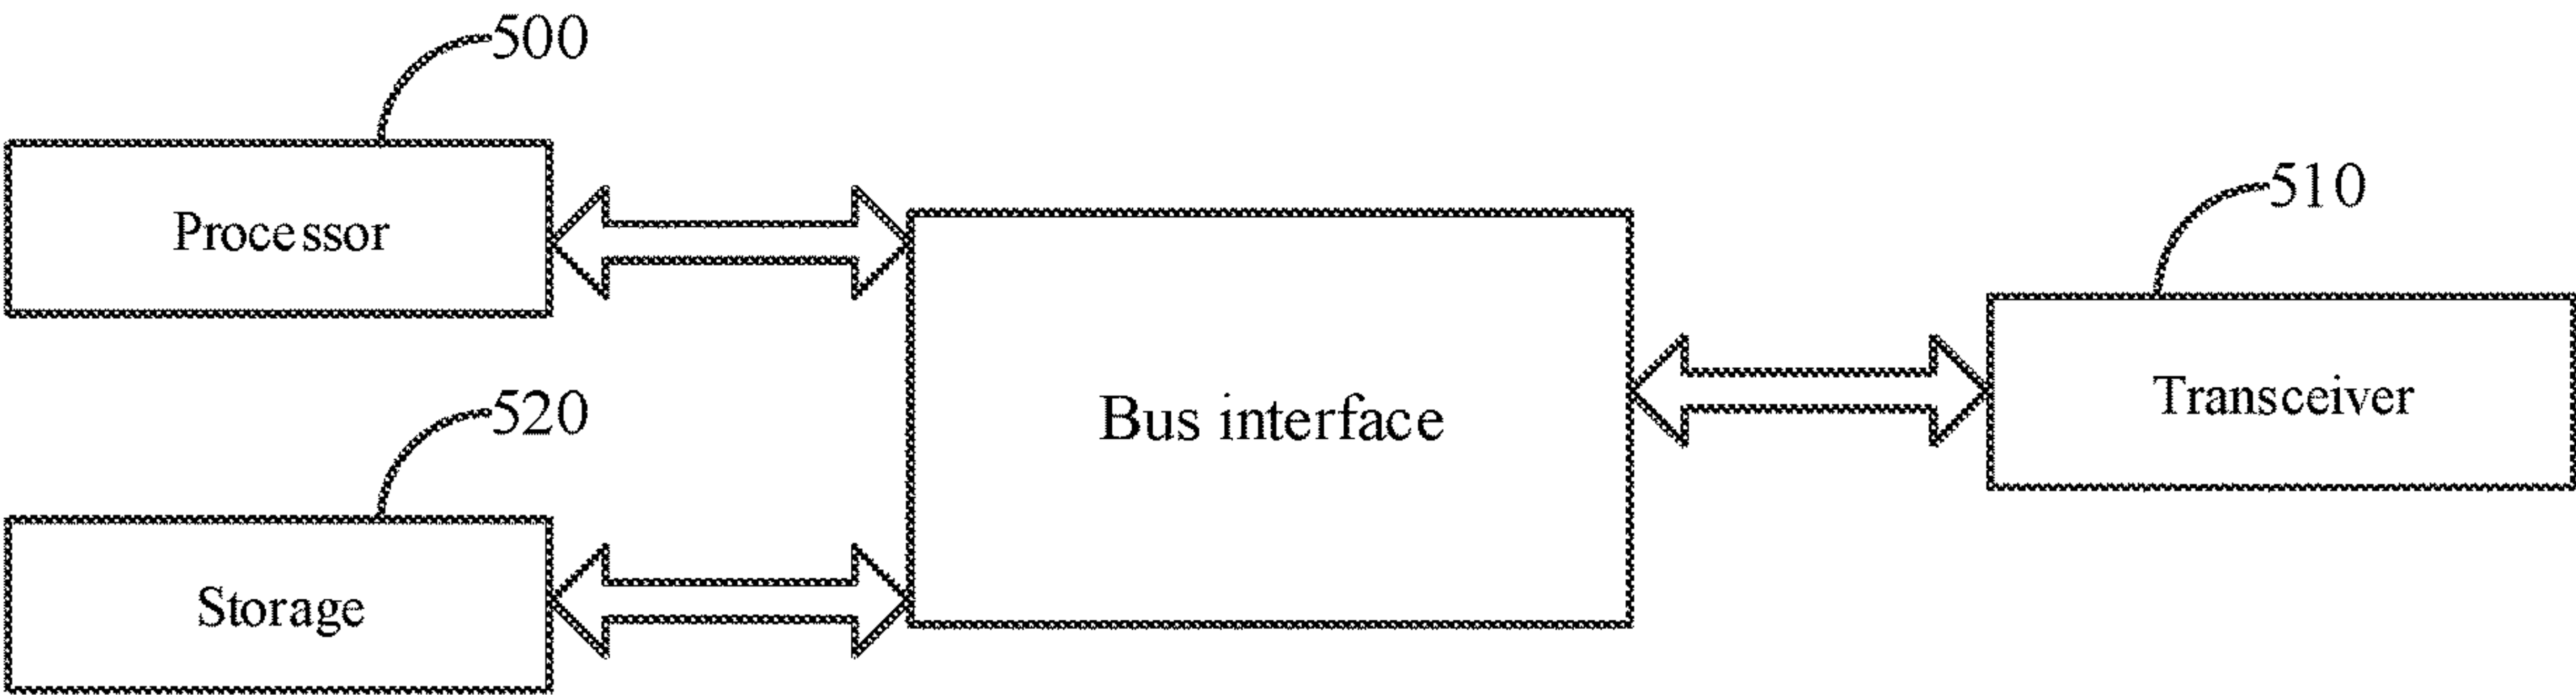 500
Processor
510
Bus interface
Transceiver
520
Storage